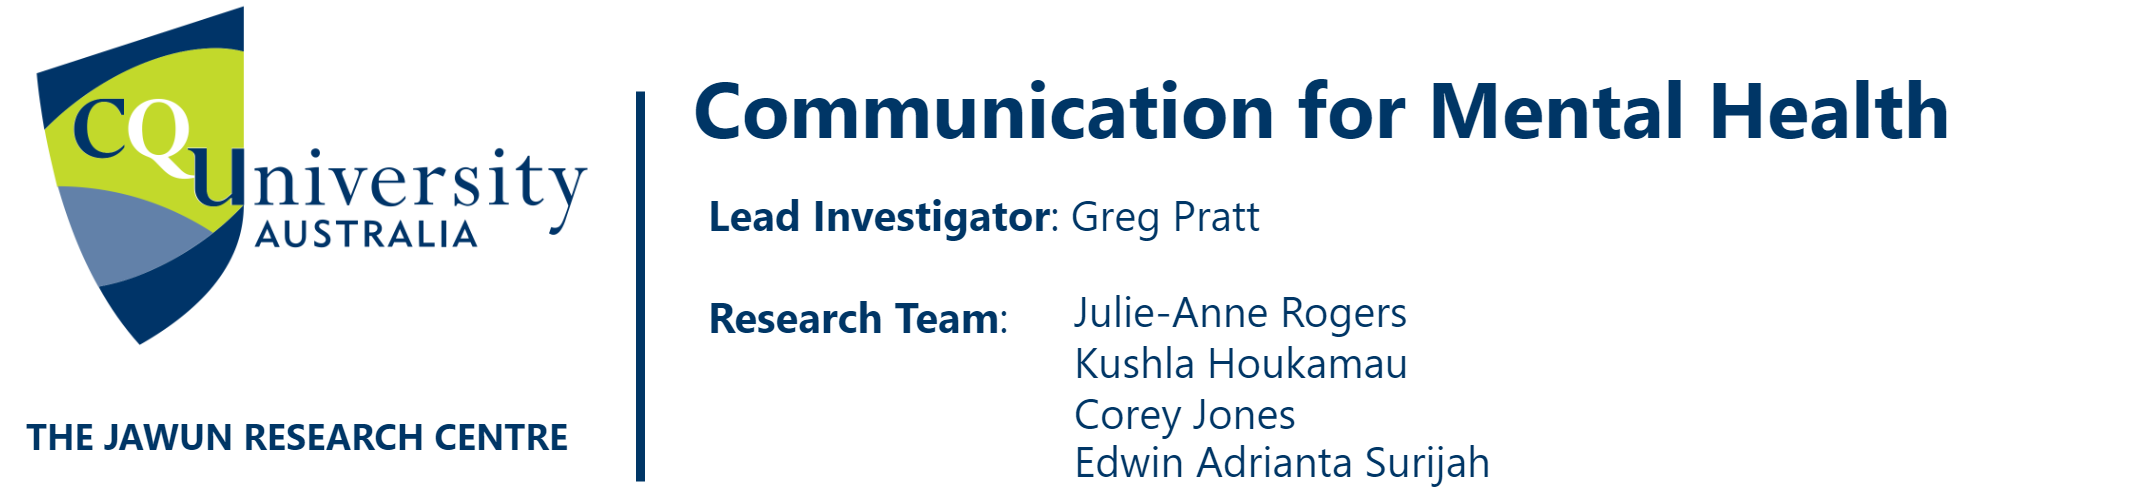 CQUniversity
AUSTRALIA
THE JAWUN RESEARCH CENTRE
Communication for Mental Health
Lead Investigator: Greg Pratt
Research Team: Julie-Anne Rogers
Kushla Houkamau
Corey Jones
Edwin Adrianta Surijah